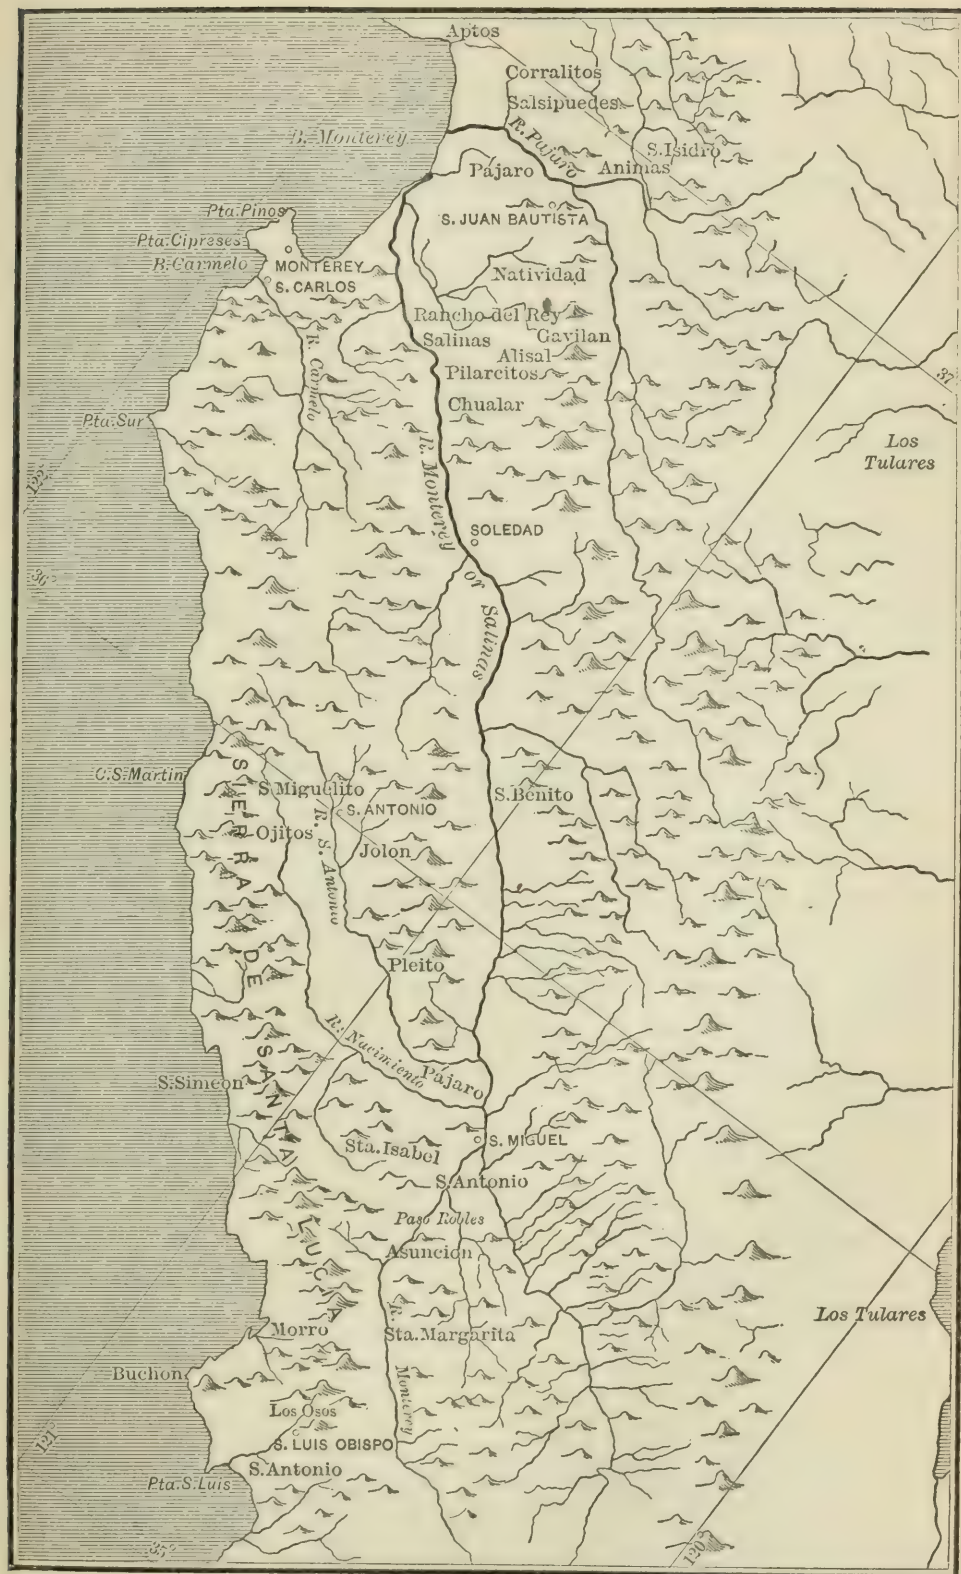 Aptos
Corralitos
Salsipuedes
B. Monterey
R. Pájaro
S. Isidro
Pájaro
Animas
Pta. Pinos
S. JUAN BAUTISTA
Pta. Cipreses
B. Carmelo
MONTEREY
S. CARLOS
Natividad
Rancho del Rey
Gavilan
Salinas
Alisal
Pilarcitos
37
R. Carmelo
Chualar
Pta. Sur
Los
Tulares
122
R. Monterey
or
Salinas
SOLEDAD
36°
C. S. Martin
S. Miguelito
S. Benito
S. ANTONIO
Ojitos
R. S. Antonio
Jolon
SIERRA DE SANTA LUCIA
Pleito
R. Nacimiento
Pájaro
S. Simeon
S. MIGUEL
Sta. Isabel
S. Antonio
Paso Robles
Asuncion
Los Tulares
R. Monterey
Morro
Sta. Margarita
Buchon
Los Osos
121
S. LUIS OBISPO
S. Antonio
Pta. S. Luis
35°
120°